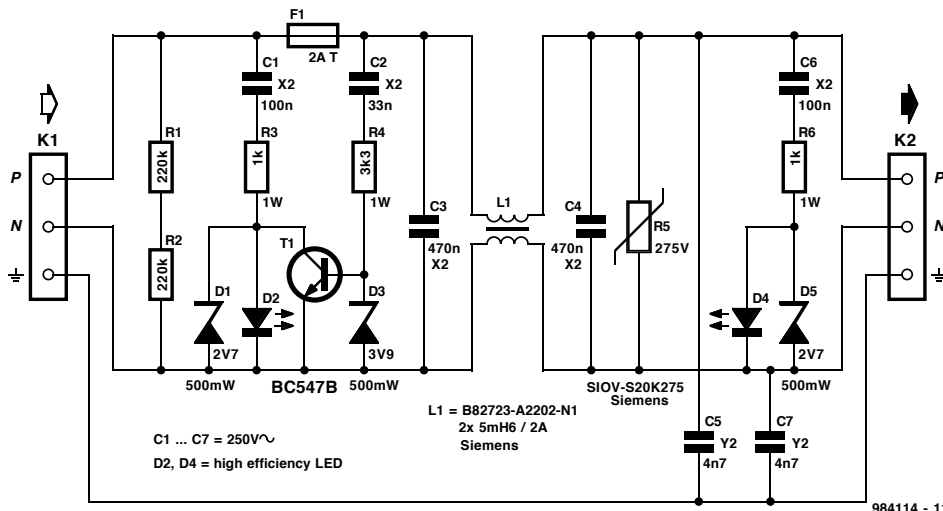 F1
2A T
C1
X2
100n
C2
X2
33n
C6
X2
100n
K1
P
N
R1
220k
R2
220k
R3
1k
1W
R4
3k3
1W
T1
D1
2V7
500mW
D2
BC547B
D3
3V9
500mW
C3
470n
X2
L1
C4
470n
X2
R5
275V
SIOV-S20K275
Siemens
R6
1k
1W
D4
D5
2V7
500mW
K2
P
N
C5
Y2
4n7
C7
Y2
4n7
L1 = B82723-A2202-N1
2x 5mH6 / 2A
Siemens
C1 ... C7 = 250V~
D2, D4 = high efficiency LED